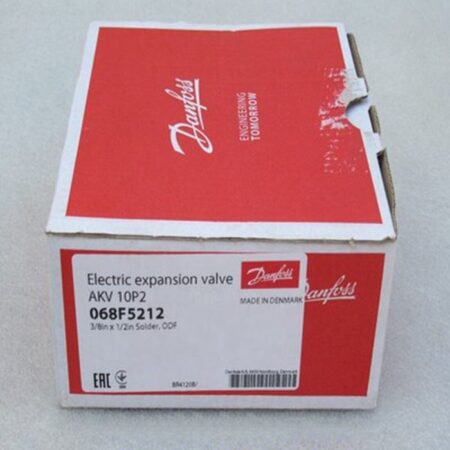 Danfoss
ENGINEERING
TOMORROW
Electric expansion valve
AKV 10P2
068F5212
3/8in x 1/2in Solder, ODF
Danfoss
MADE IN DENMARK
Danfoss
EAC